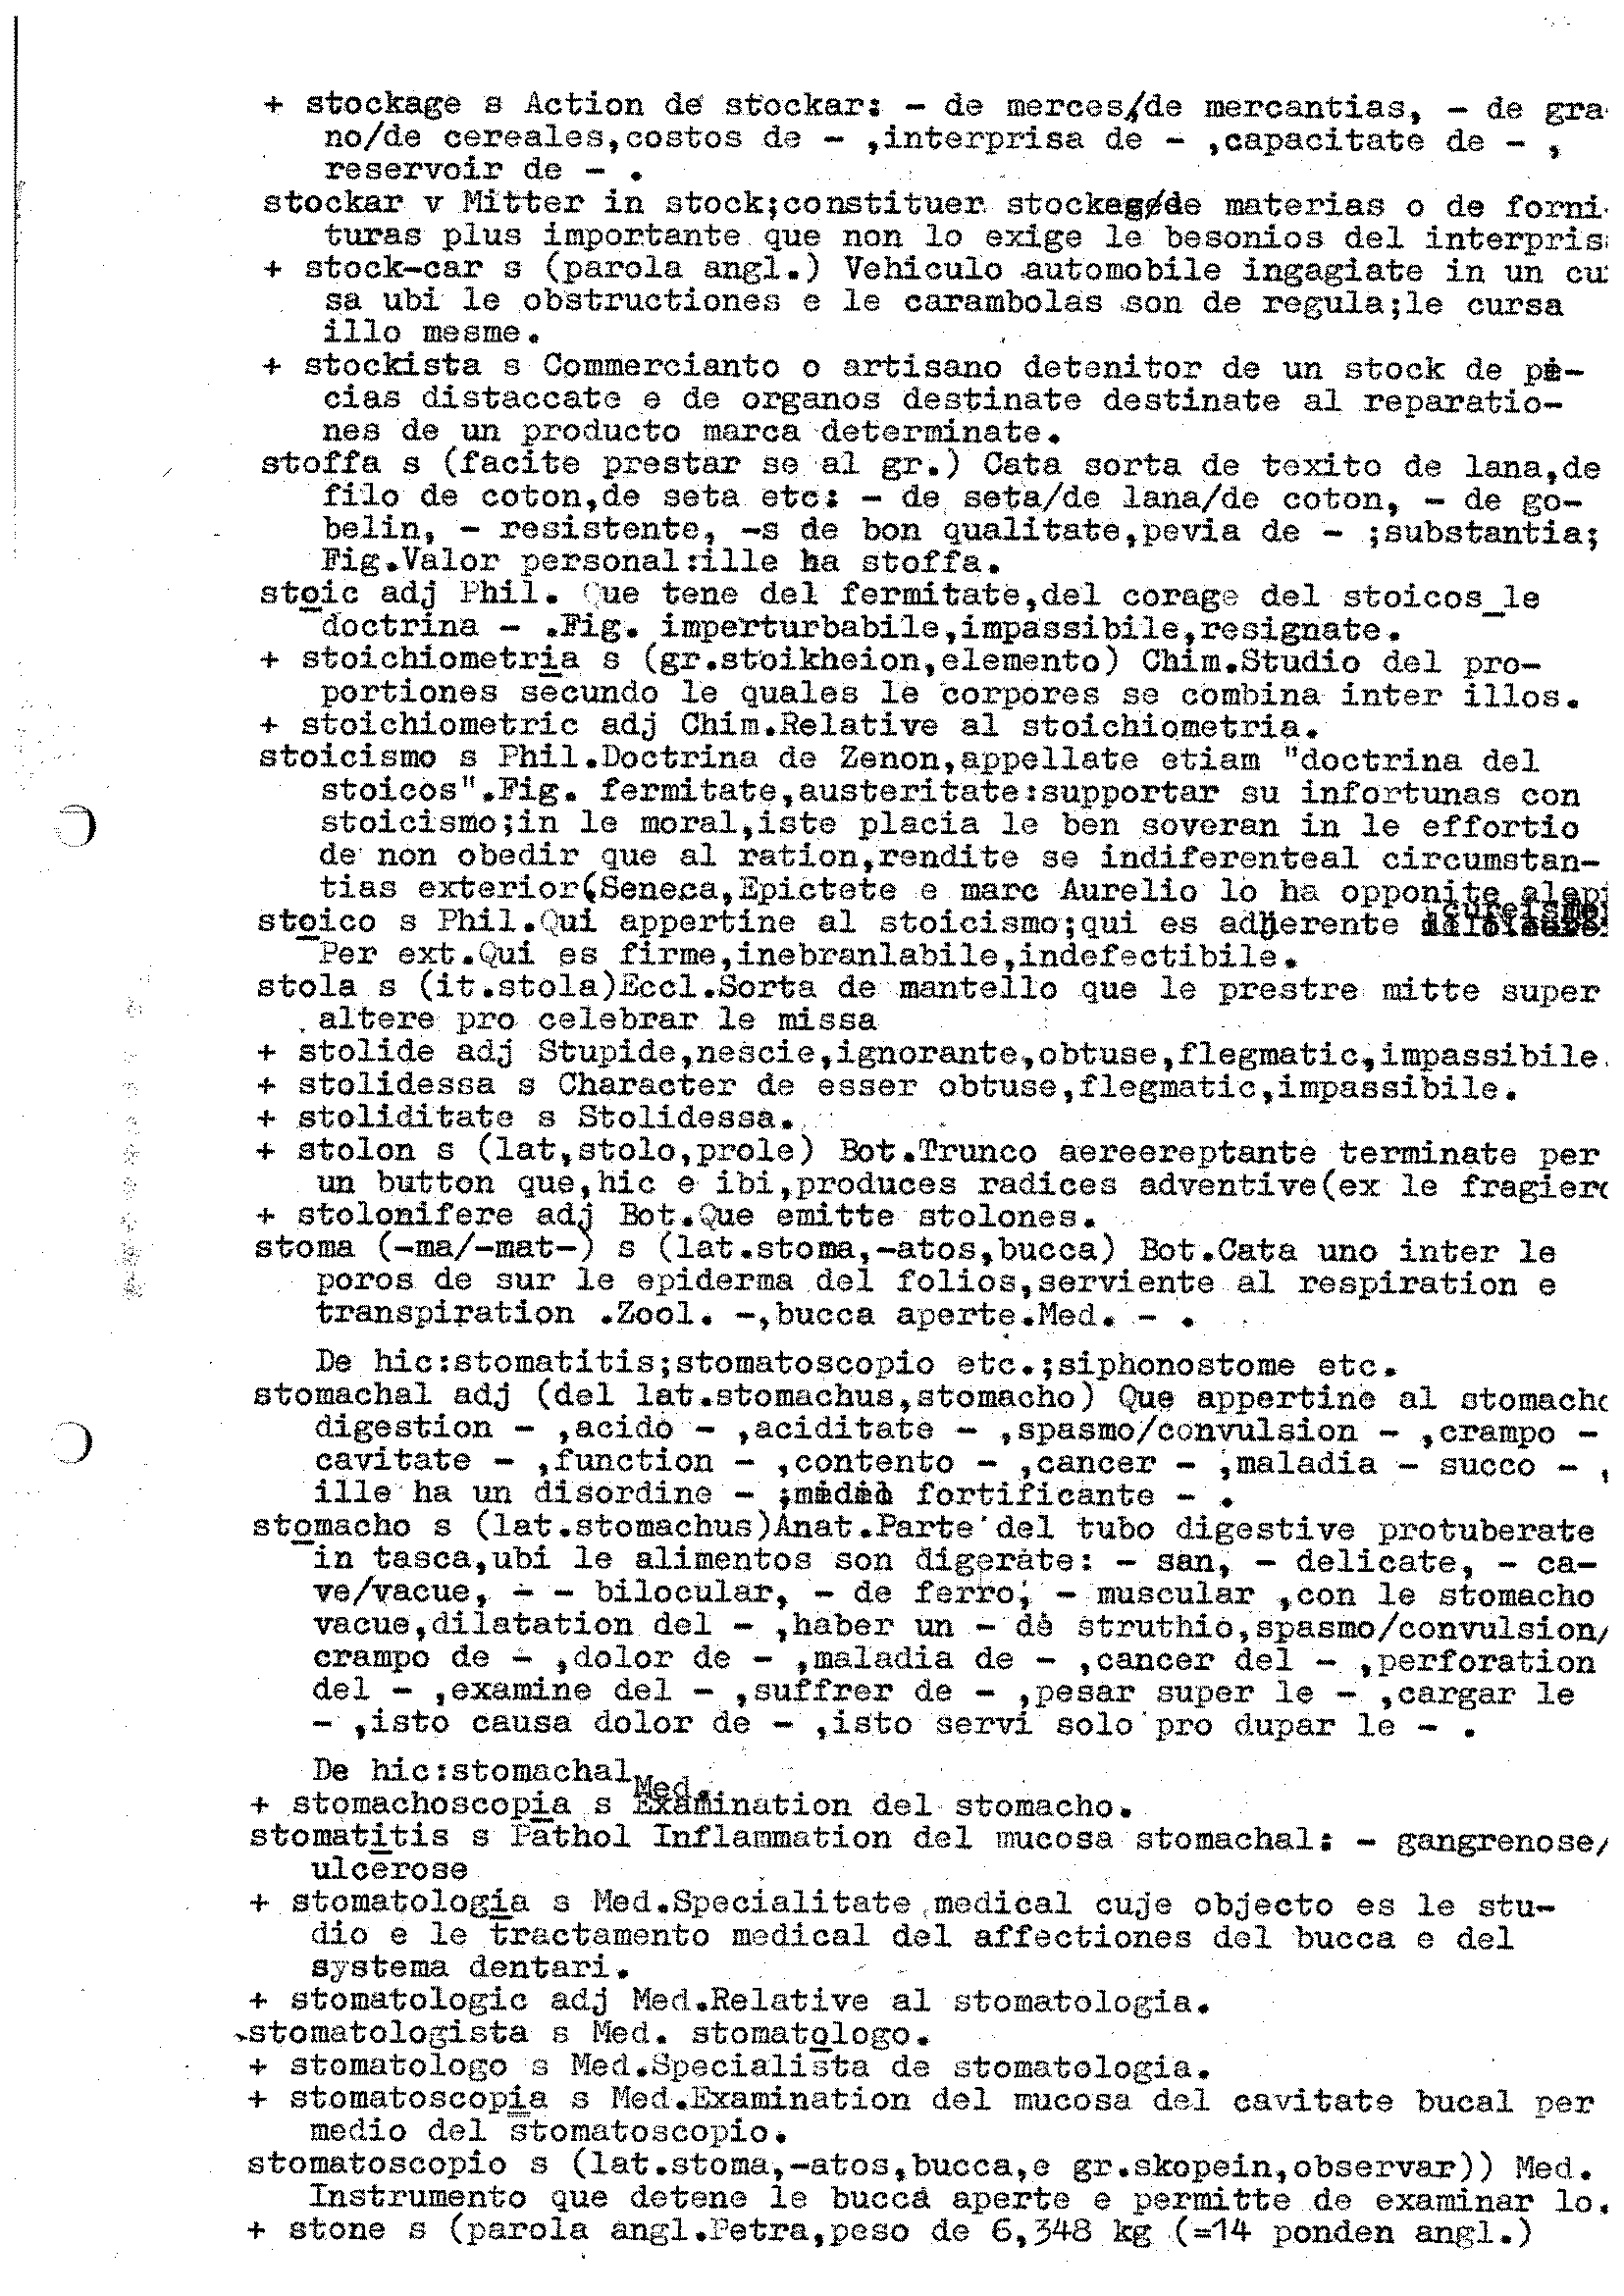 + stockage s Action de stockar: - de merces/de mercantias, - de gra-
no/de cereales,costos de - ,interprisa de - ,capacitate de - ,
reservoir de - .
stockar v Mitter in stock;constituer stockes/de materias o de forni-
turas plus importante que non lo exige le besonios del interpris
+ stock-car s (parola angl.) Vehiculo automobile ingagiate in un cu
sa ubi le obstructiones e le carambolas son de regula;le cursa
illo mesme.
+ stockista s Commercianto o artisano detenitor de un stock de pe-
cias distaccate e de organos destinate destinate al reparatio-
nes de un producto marca determinate.
stoffa s (facite prestar se al gr.) Cata sorta de texito de lana,de
filo de coton,de seta etc: - de seta/de lana/de coton, - de go-
belin, - resistente, -s de bon qualitate,pevia de - ;substantia;
Fig.Valor personal:ille ha stoffa.
stoic adj Phil. Que tene del fermitate,del corage del stoicos_le
doctrina - .Fig. imperturbabile,impassibile,resignate.
+ stoichiometria s (gr.stoikheion,elemento) Chim.Studio del pro-
portiones secundo le quales le corpores se combina inter illos.
+ stoichiometric adj Chim.Relative al stoichiometria.
stoicismo s Phil.Doctrina de Zenon,appellate etiam "doctrina del
stoicos".Fig. fermitate,austeritate:supportar su infortunas con
stoicismo;in le moral,iste placia le ben soveran in le effortio
de non obedir que al ration,rendite se indiferenteal circumstan-
tias exterior(Seneca,Epictete e marc Aurelio lo ha opponite alepi
cureismo
stoico s Phil.Qui appertine al stoicismo;qui es adherente
Per ext.Qui es firme,inebranlabile,indefectibile.
stola s (it.stola)Eccl.Sorta de mantello que le prestre mitte super
altere pro celebrar le missa
+ stolide adj Stupide,nescie,ignorante,obtuse,flegmatic,impassibile.
+ stolidessa s Character de esser obtuse,flegmatic,impassibile.
+ stoliditate s Stolidessa.
+ stolon s (lat,stolo,prole) Bot.Trunco aereereptante terminate per
un button que,hic e ibi,produces radices adventive(ex le fragiero
+ stolonifere adj Bot.Que emitte stolones.
stoma (-ma/-mat-) s (lat.stoma,-atos,bucca) Bot.Cata uno inter le
poros de sur le epiderma del folios,serviente al respiration e
transpiration .Zool. -,bucca aperte.Med. - .
De hic:stomatitis;stomatoscopio etc.;siphonostome etc.
stomachal adj (del lat.stomachus,stomacho) Que appertine al stomacho
digestion - ,acido - ,aciditate - ,spasmo/convulsion - ,crampo -
cavitate - ,function - ,contento - ,cancer - ;maladia - succo - ,
ille ha un disordine - ; fortificante - .
stomacho s (lat.stomachus)Anat.Parte del tubo digestive protuberate
in tasca,ubi le alimentos son digerate: - san, - delicate, - ca-
ve/vacue, - - bilocular, - de ferro, - muscular ,con le stomacho
vacue,dilatation del - ,haber un - de struthio,spasmo/convulsion/
crampo de - ,dolor de - ,maladia de - ,cancer del - ,perforation
del - ,examine del - ,suffrer de - ,pesar super le - ,cargar le
- ,isto causa dolor de - ,isto servi solo pro dupar le - .
De hic:stomachal
+ stomachoscopia s Med. Examination del stomacho.
stomatitis s Pathol Inflammation del mucosa stomachal: - gangrenose/
ulcerose
+ stomatologia s Med.Specialitate medical cuje objecto es le stu-
dio e le tractamento medical del affectiones del bucca e del
systema dentari.
+ stomatologic adj Med.Relative al stomatologia.
stomatologista s Med. stomatologo.
+ stomatologo s Med.Specialista de stomatologia.
+ stomatoscopia s Med.Examination del mucosa del cavitate bucal per
medio del stomatoscopio.
stomatoscopio s (lat.stoma,-atos,bucca,e gr.skopein,observar)) Med.
Instrumento que detene le bucca aperte e permitte de examinar lo.
+ stone s (parola angl.Petra,peso de 6,348 kg (=14 ponden angl.)